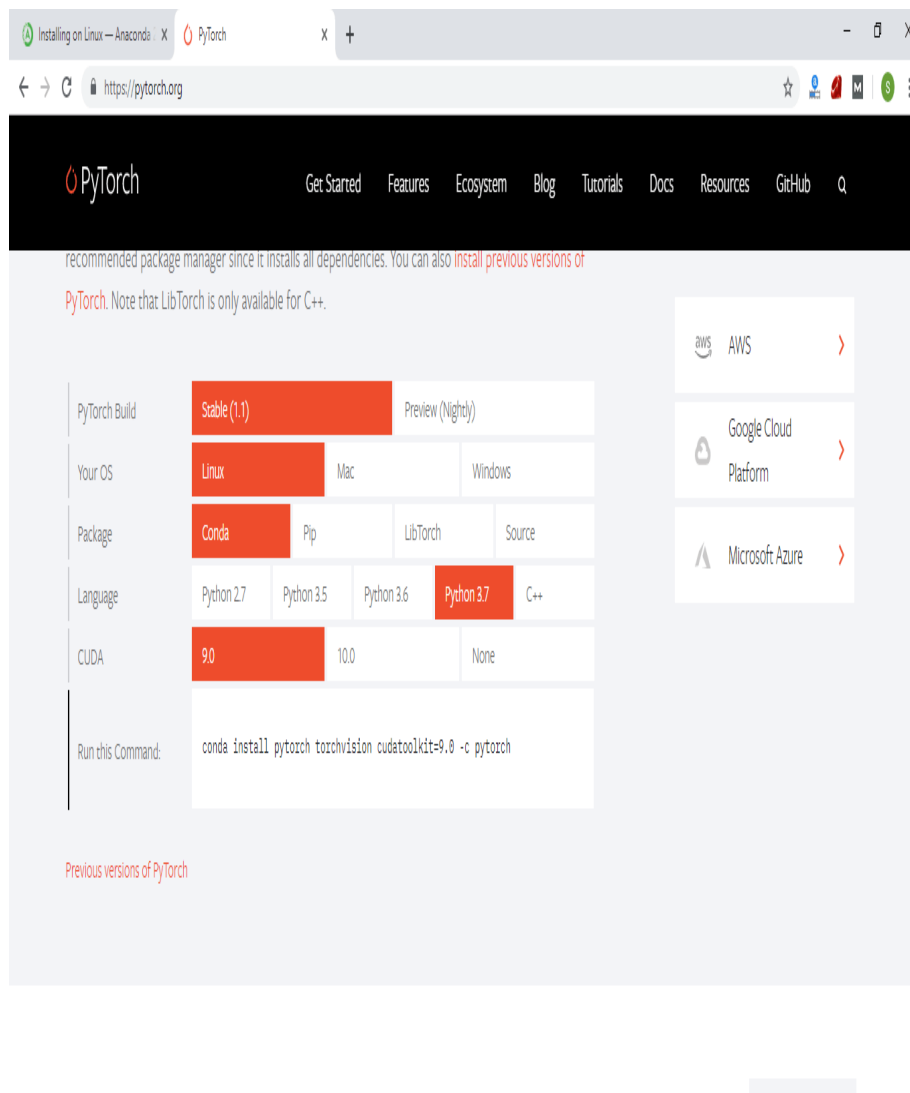 Installing on Linux — Anaconda
PyTorch
https://pytorch.org
PyTorch
Get Started Features Ecosystem Blog Tutorials Docs Resources GitHub
recommended package manager since it installs all dependencies. You can also install previous versions of
PyTorch. Note that LibTorch is only available for C++.
AWS
Google Cloud
Platform
Microsoft Azure
PyTorch Build Stable (1.1) Preview (Nightly)
Your OS Linux Mac Windows
Package Conda Pip LibTorch Source
Language Python 2.7 Python 3.5 Python 3.6 Python 3.7 C++
CUDA 9.0 10.0 None
Run this Command: conda install pytorch torchvision cudatoolkit=9.0 -c pytorch
Previous versions of PyTorch